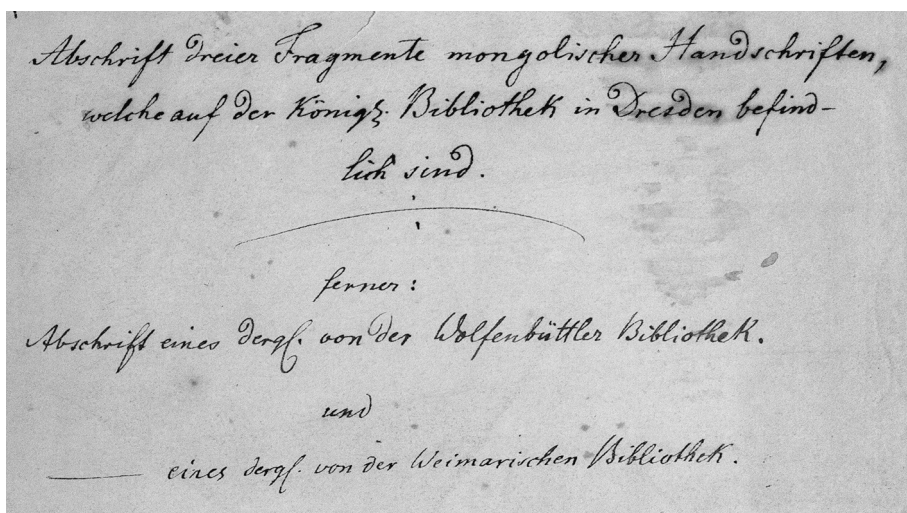 Abschrift dreier Fragmente mongolischer Handschriften,
welche auf der Königl. Bibliothek in Dresden befind-
lich sind.
ferner:
Abschrift eines dergl. von der Wolfenbüttler Bibliothek.
und
——— eines dergl. von der Weimarischen Bibliothek.